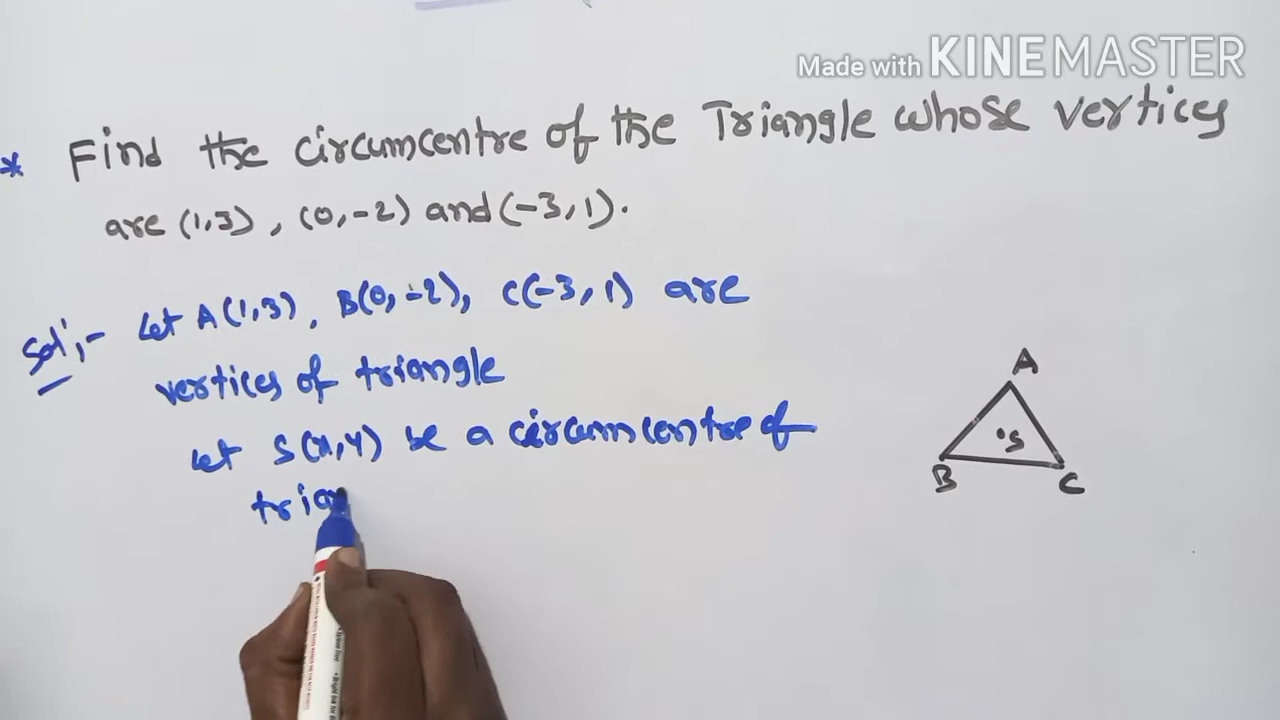 Made with KINEMASTER
* Find the circumcentre of the Triangle whose vertices
are (1,3), (0,-2) and (-3,1).
Sol:- Let A(1,3), B(0,-2), C(-3,1) are
vertices of triangle
Let S(x,y) be a circumcentre of
trian
A
S
B C